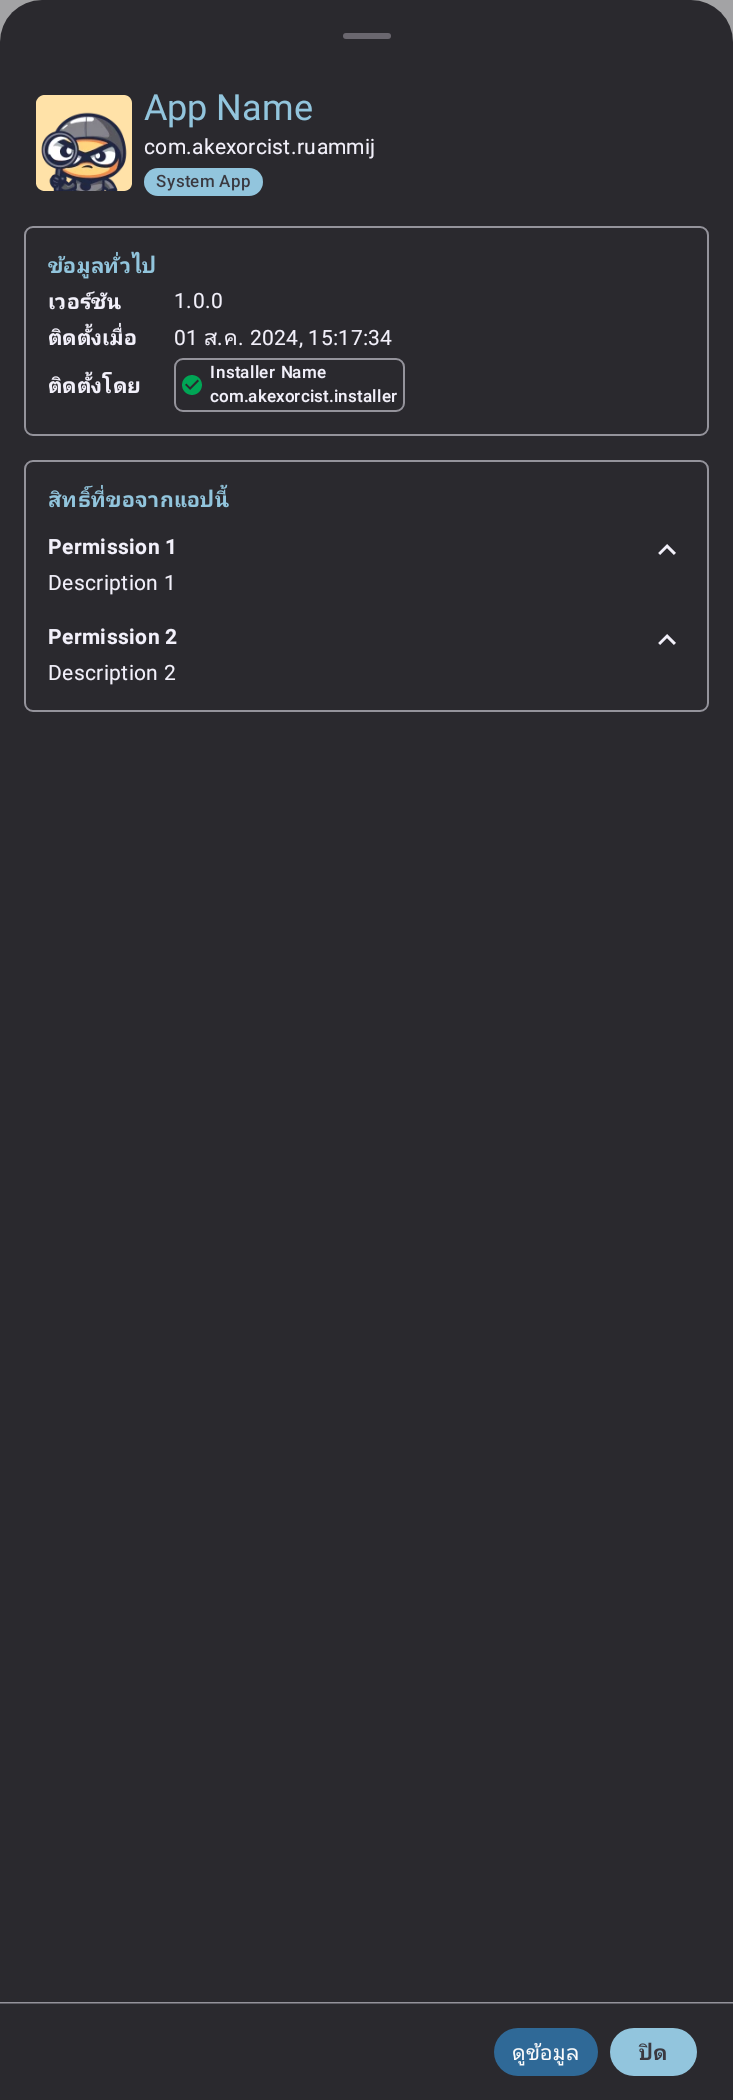 App Name
com.akexorcist.ruammij
System App
ข้อมูลทั่วไป
เวอร์ชัน 1.0.0
ติดตั้งเมื่อ 01 ส.ค. 2024, 15:17:34
ติดตั้งโดย
Installer Name
com.akexorcist.installer
สิทธิ์ที่ขอจากแอปนี้
Permission 1
Description 1
Permission 2
Description 2
ดูข้อมูล ปิด